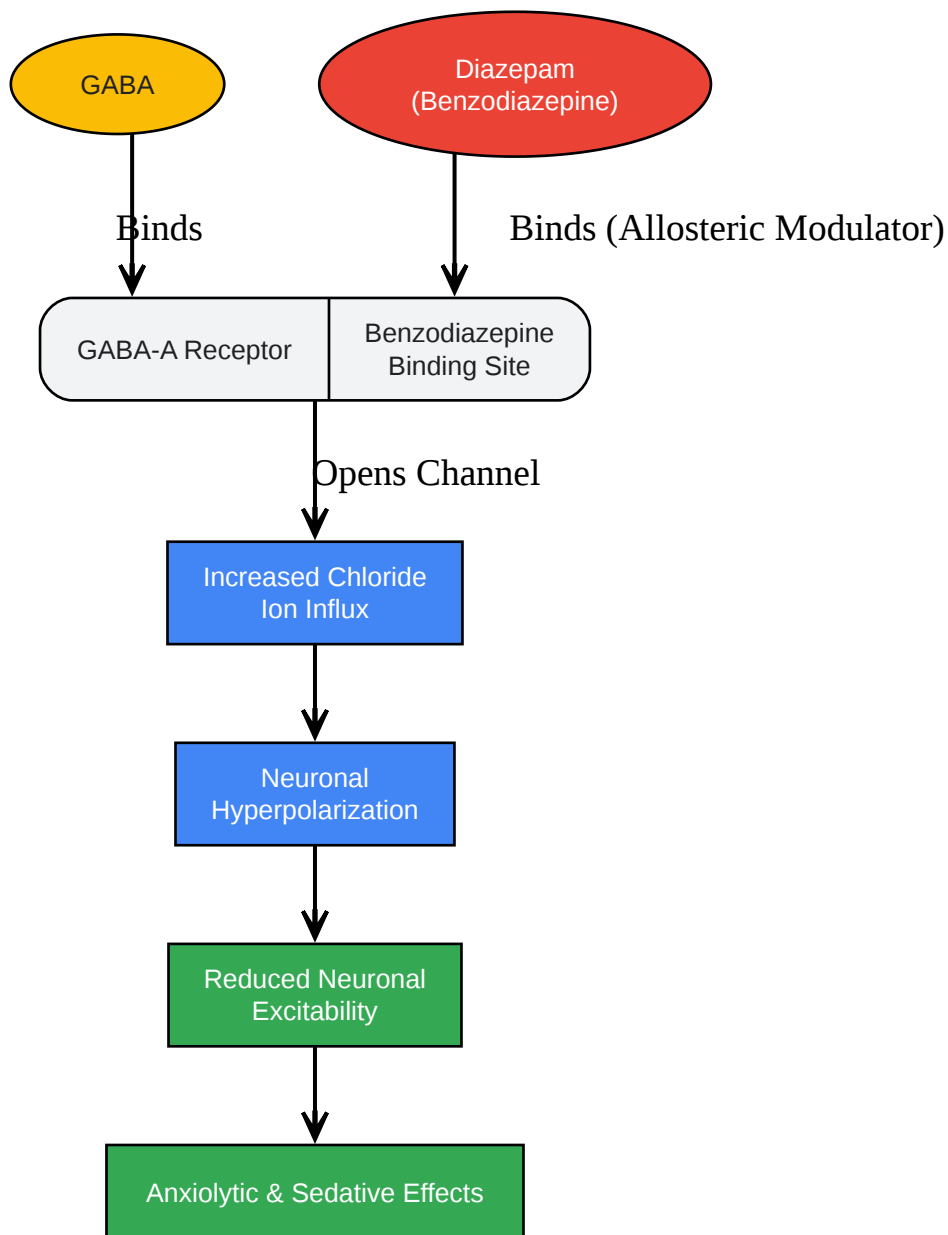 GABA
Diazepam
(Benzodiazepine)
Binds
Binds (Allosteric Modulator)
GABA-A Receptor
Benzodiazepine
Binding Site
Opens Channel
Increased Chloride
Ion Influx
Neuronal
Hyperpolarization
Reduced Neuronal
Excitability
Anxiolytic & Sedative Effects